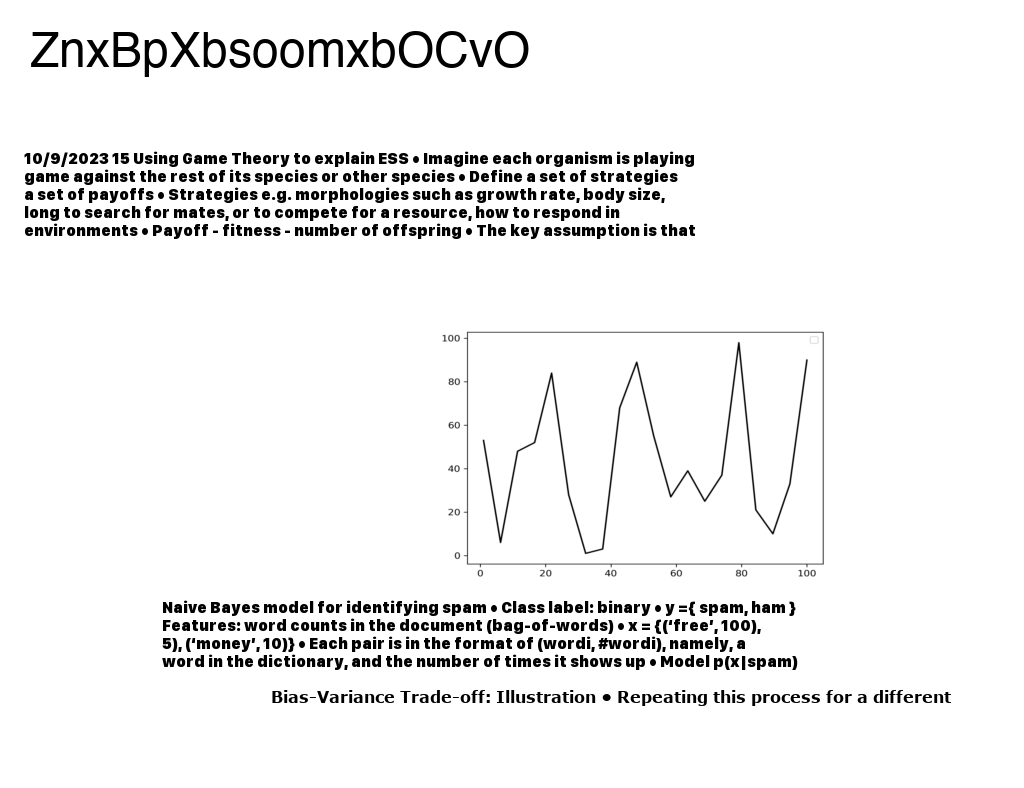 ZnxBpXbsoomxbOCvO
10/9/2023 15 Using Game Theory to explain ESS • Imagine each organism is playing
game against the rest of its species or other species • Define a set of strategies
a set of payoffs • Strategies e.g. morphologies such as growth rate, body size,
long to search for mates, or to compete for a resource, how to respond in
environments • Payoff - fitness - number of offspring • The key assumption is that
100
80
60
40
20
0
0 20 40 60 80 100
Naive Bayes model for identifying spam • Class label: binary • y ={ spam, ham }
Features: word counts in the document (bag-of-words) • x = {(‘free’, 100),
5), (‘money’, 10)} • Each pair is in the format of (wordi, #wordi), namely, a
word in the dictionary, and the number of times it shows up • Model p(x|spam)
Bias-Variance Trade-off: Illustration • Repeating this process for a different